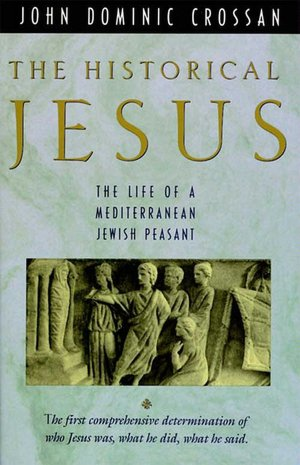 JOHN DOMINIC CROSSAN
THE HISTORICAL
JESUS
THE LIFE OF A
MEDITERRANEAN
JEWISH PEASANT
The first comprehensive determination of
who Jesus was, what he did, what he said.